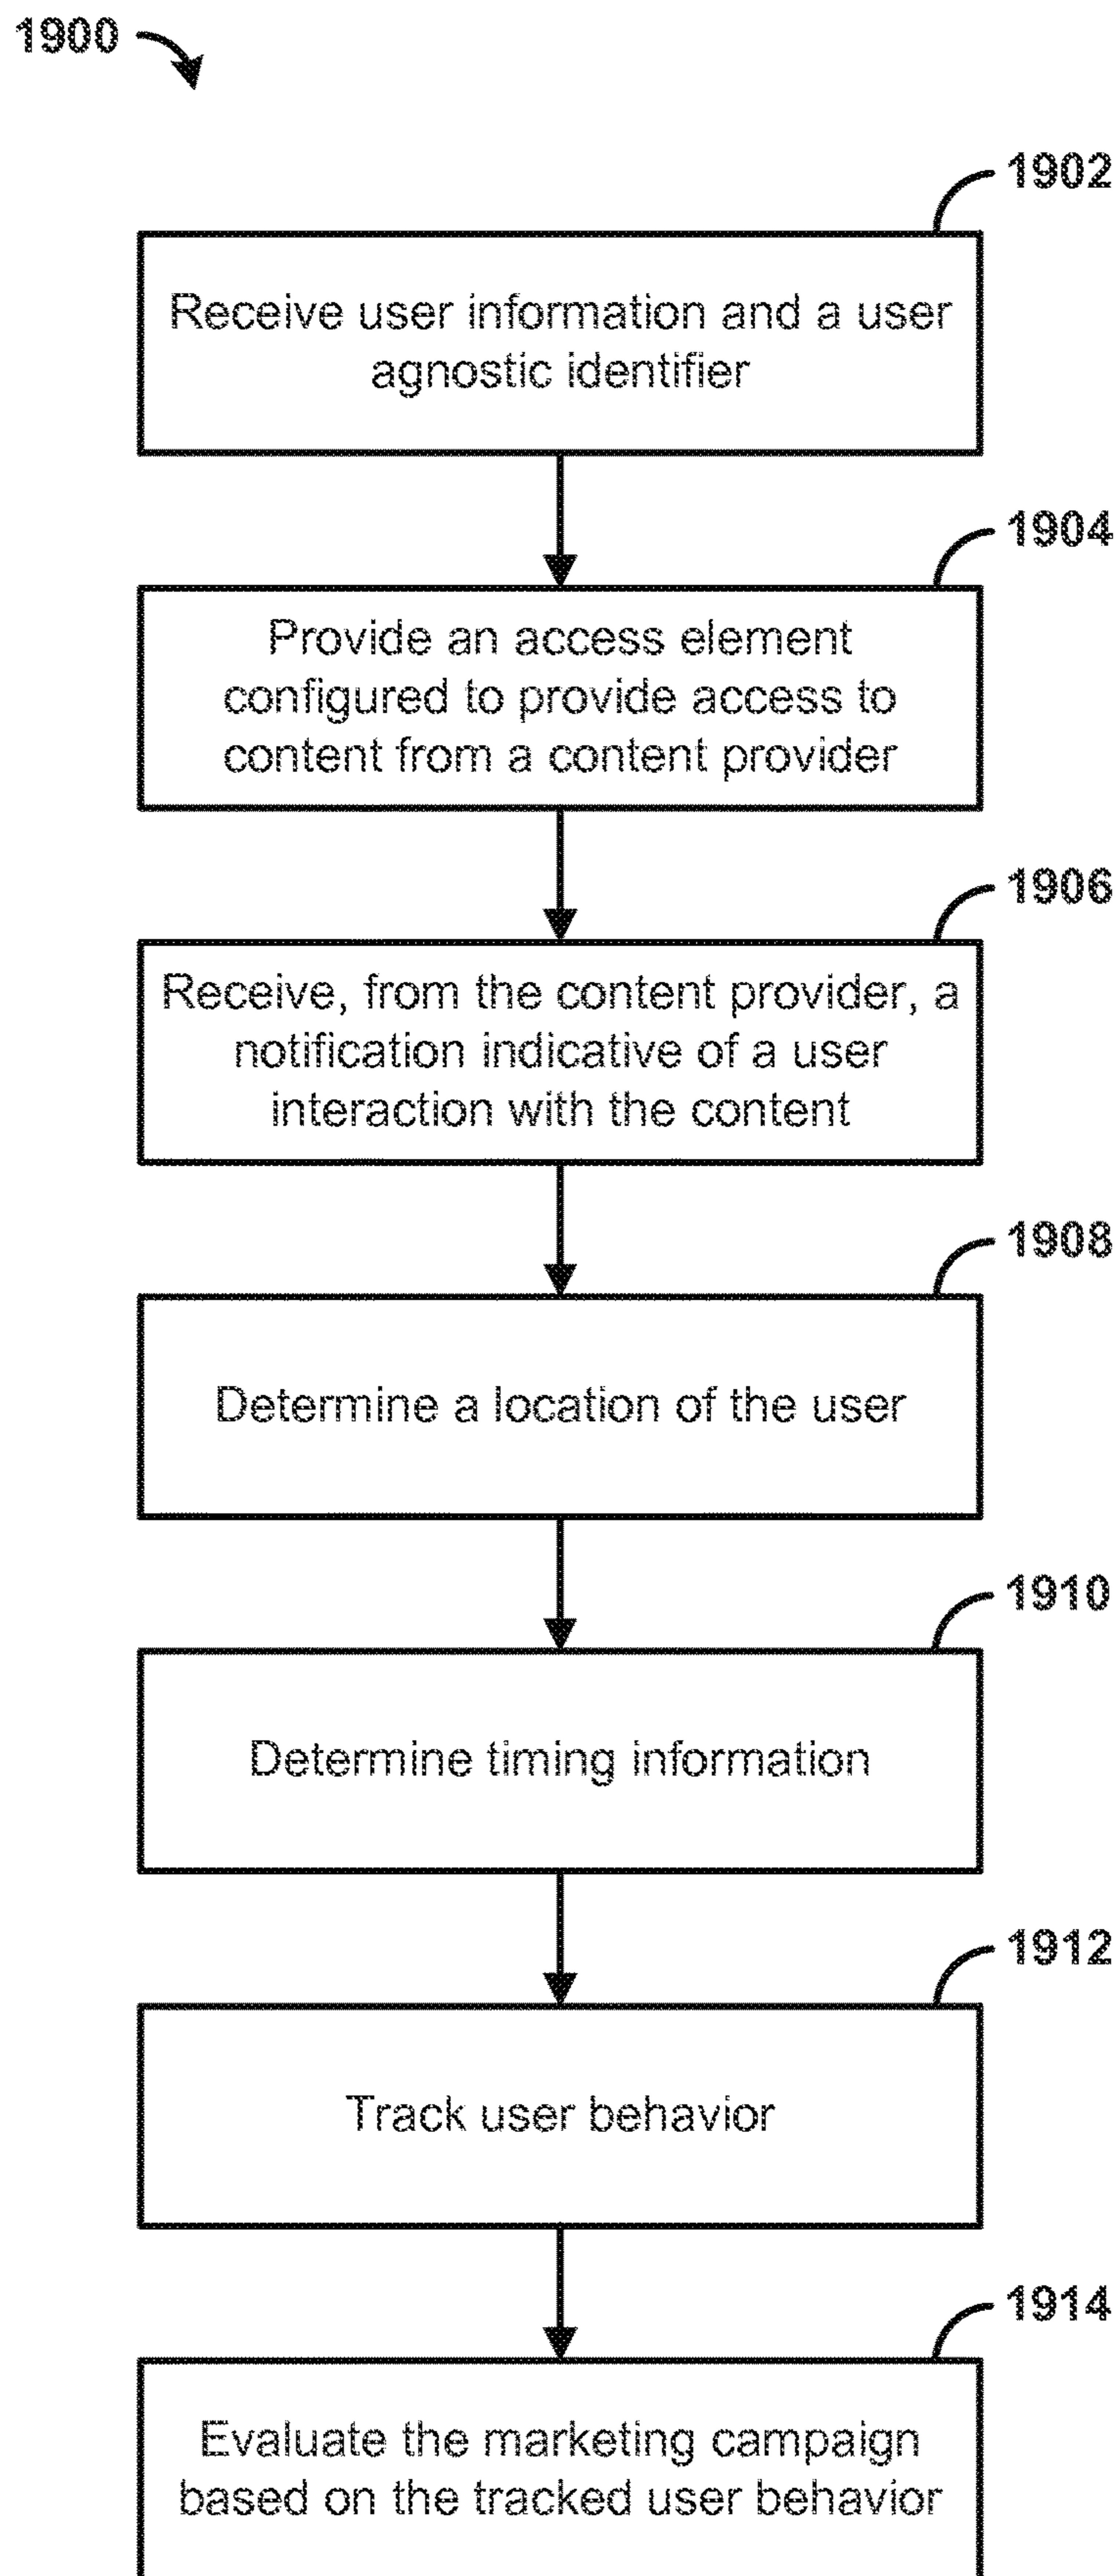 1900
1902
Receive user information and a user
agnostic identifier
1904
Provide an access element
configured to provide access to
content from a content provider
1906
Receive, from the content provider, a
notification indicative of a user
interaction with the content
1908
Determine a location of the user
1910
Determine timing information
1912
Track user behavior
1914
Evaluate the marketing campaign
based on the tracked user behavior